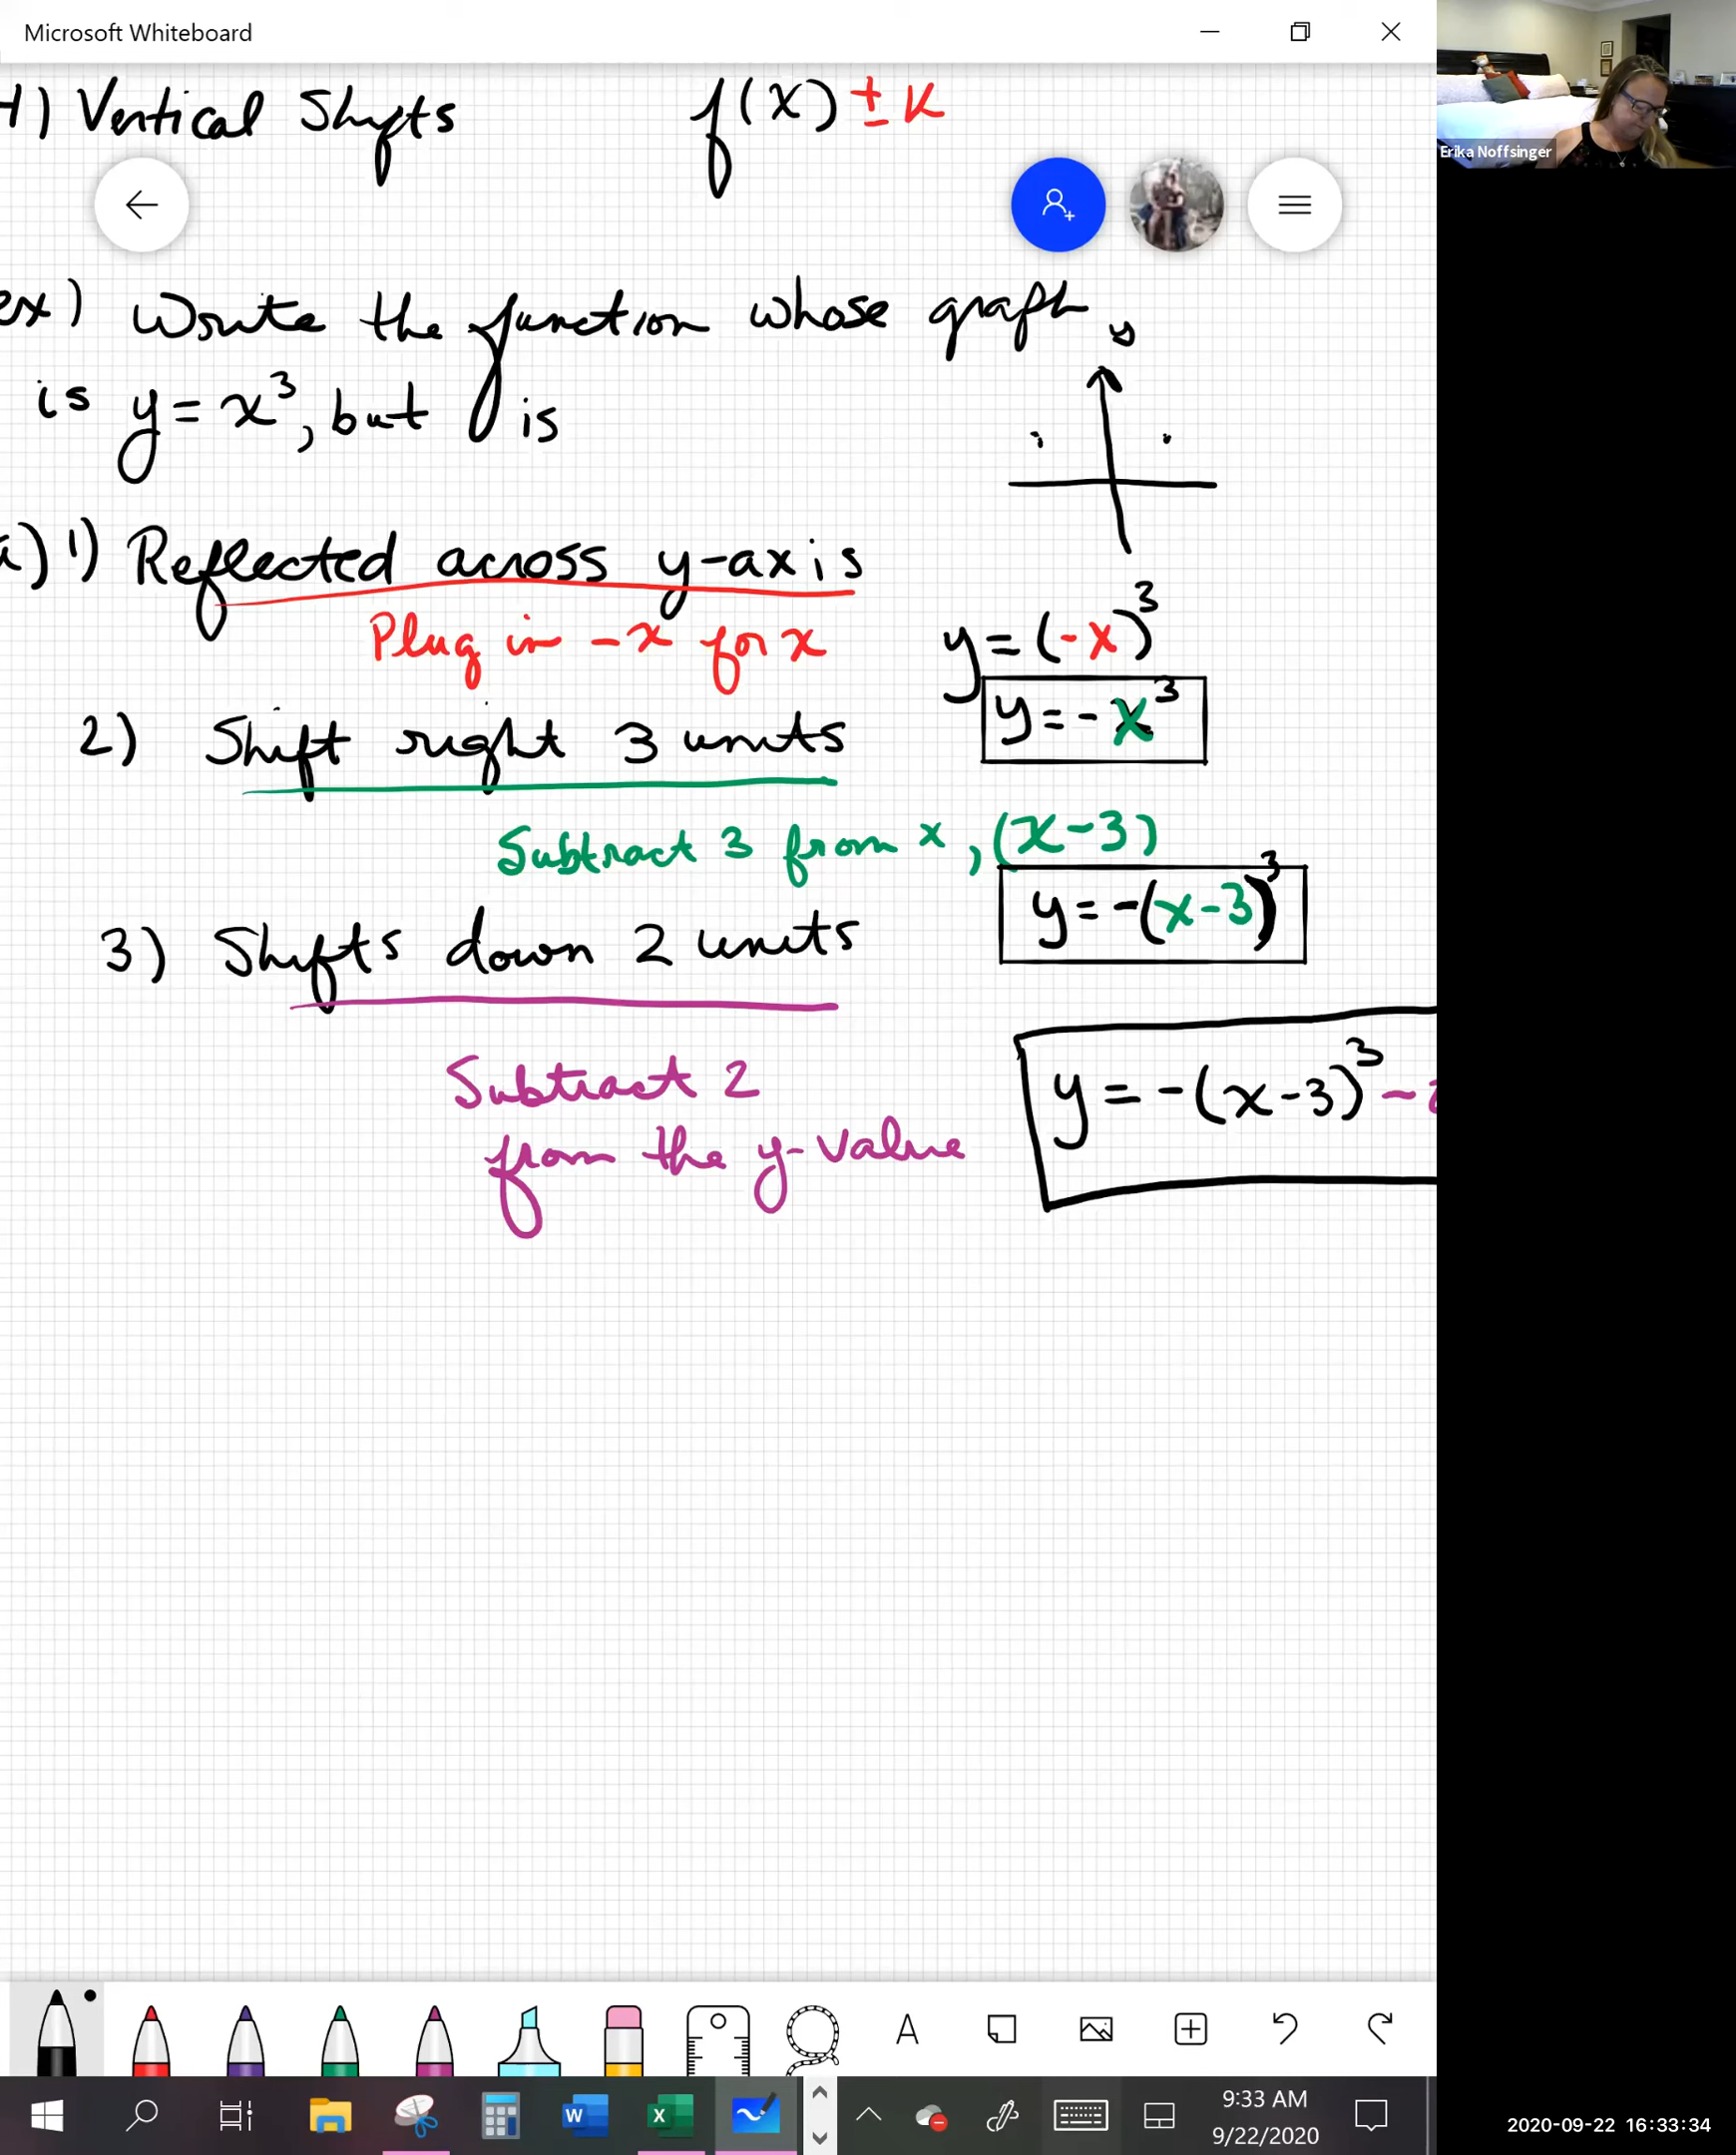 Microsoft Whiteboard
4) Vertical Shifts f(x) ± K
Erika Noffsinger
ex) Write the function whose graph
y
is y = x³, but is
a) 1) Reflected across y-axis
Plug in -x for x y = (-x)³
y = -x³
2) Shift right 3 units
Subtract 3 from x, (x-3)
y = -(x-3)³
3) Shifts down 2 units
Subtract 2 y = -(x-3)³ -
from the y-value
A
W X 9:33 AM
9/22/2020
2020-09-22 16:33:34